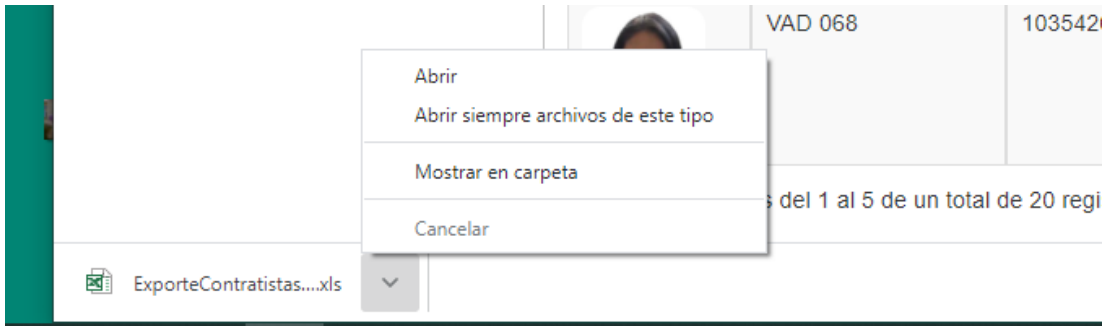 VAD 068
103542
Abrir
Abrir siempre archivos de este tipo
Mostrar en carpeta
del 1 al 5 de un total de 20 regi
Cancelar
ExporteContratistas....xls